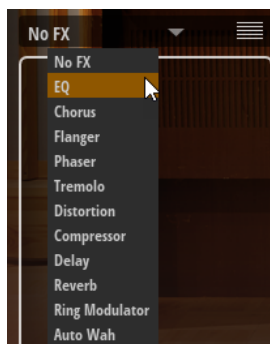 No FX
No FX
EQ
Chorus
Flanger
Phaser
Tremolo
Distortion
Compressor
Delay
Reverb
Ring Modulator
Auto Wah